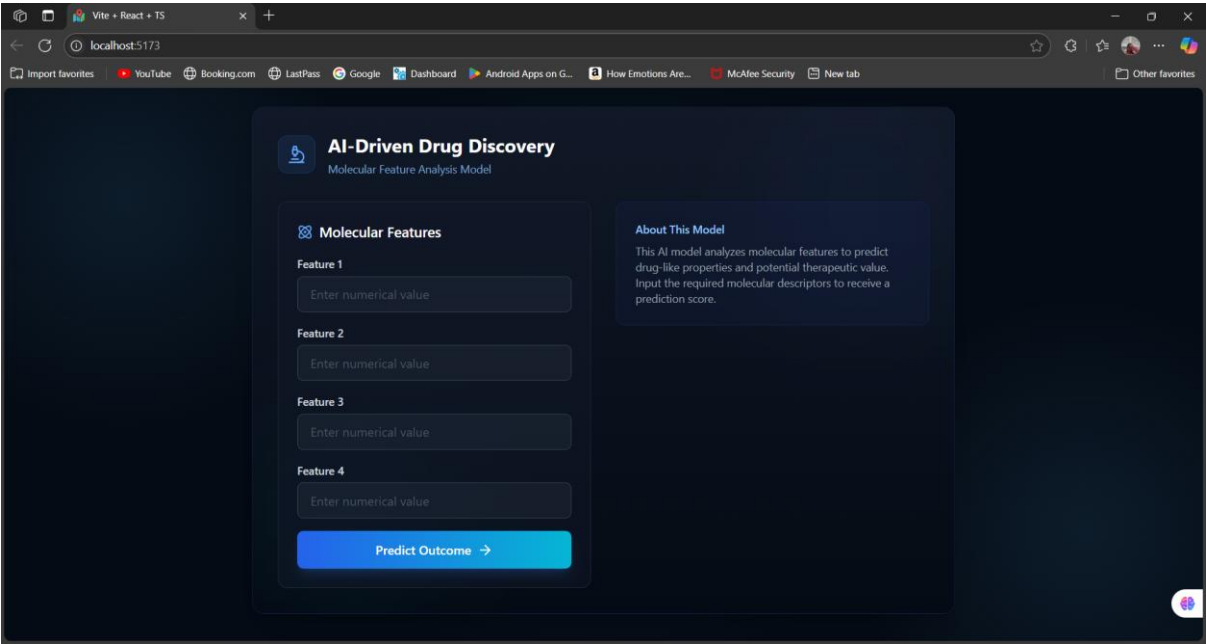 Vite + React + TS
localhost:5173
Import favorites
YouTube
Booking.com
LastPass
Google
Dashboard
Android Apps on G...
How Emotions Are...
McAfee Security
New tab
Other favorites
AI-Driven Drug Discovery
Molecular Feature Analysis Model
Molecular Features
Feature 1
Enter numerical value
Feature 2
Enter numerical value
Feature 3
Enter numerical value
Feature 4
Enter numerical value
Predict Outcome →
About This Model
This AI model analyzes molecular features to predict
drug-like properties and potential therapeutic value.
Input the required molecular descriptors to receive a
prediction score.